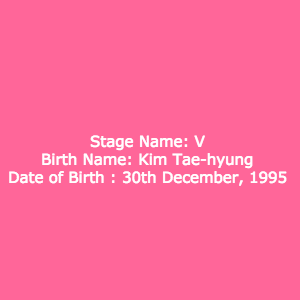 Stage Name: V
Birth Name: Kim Tae-hyung
Date of Birth : 30th December, 1995